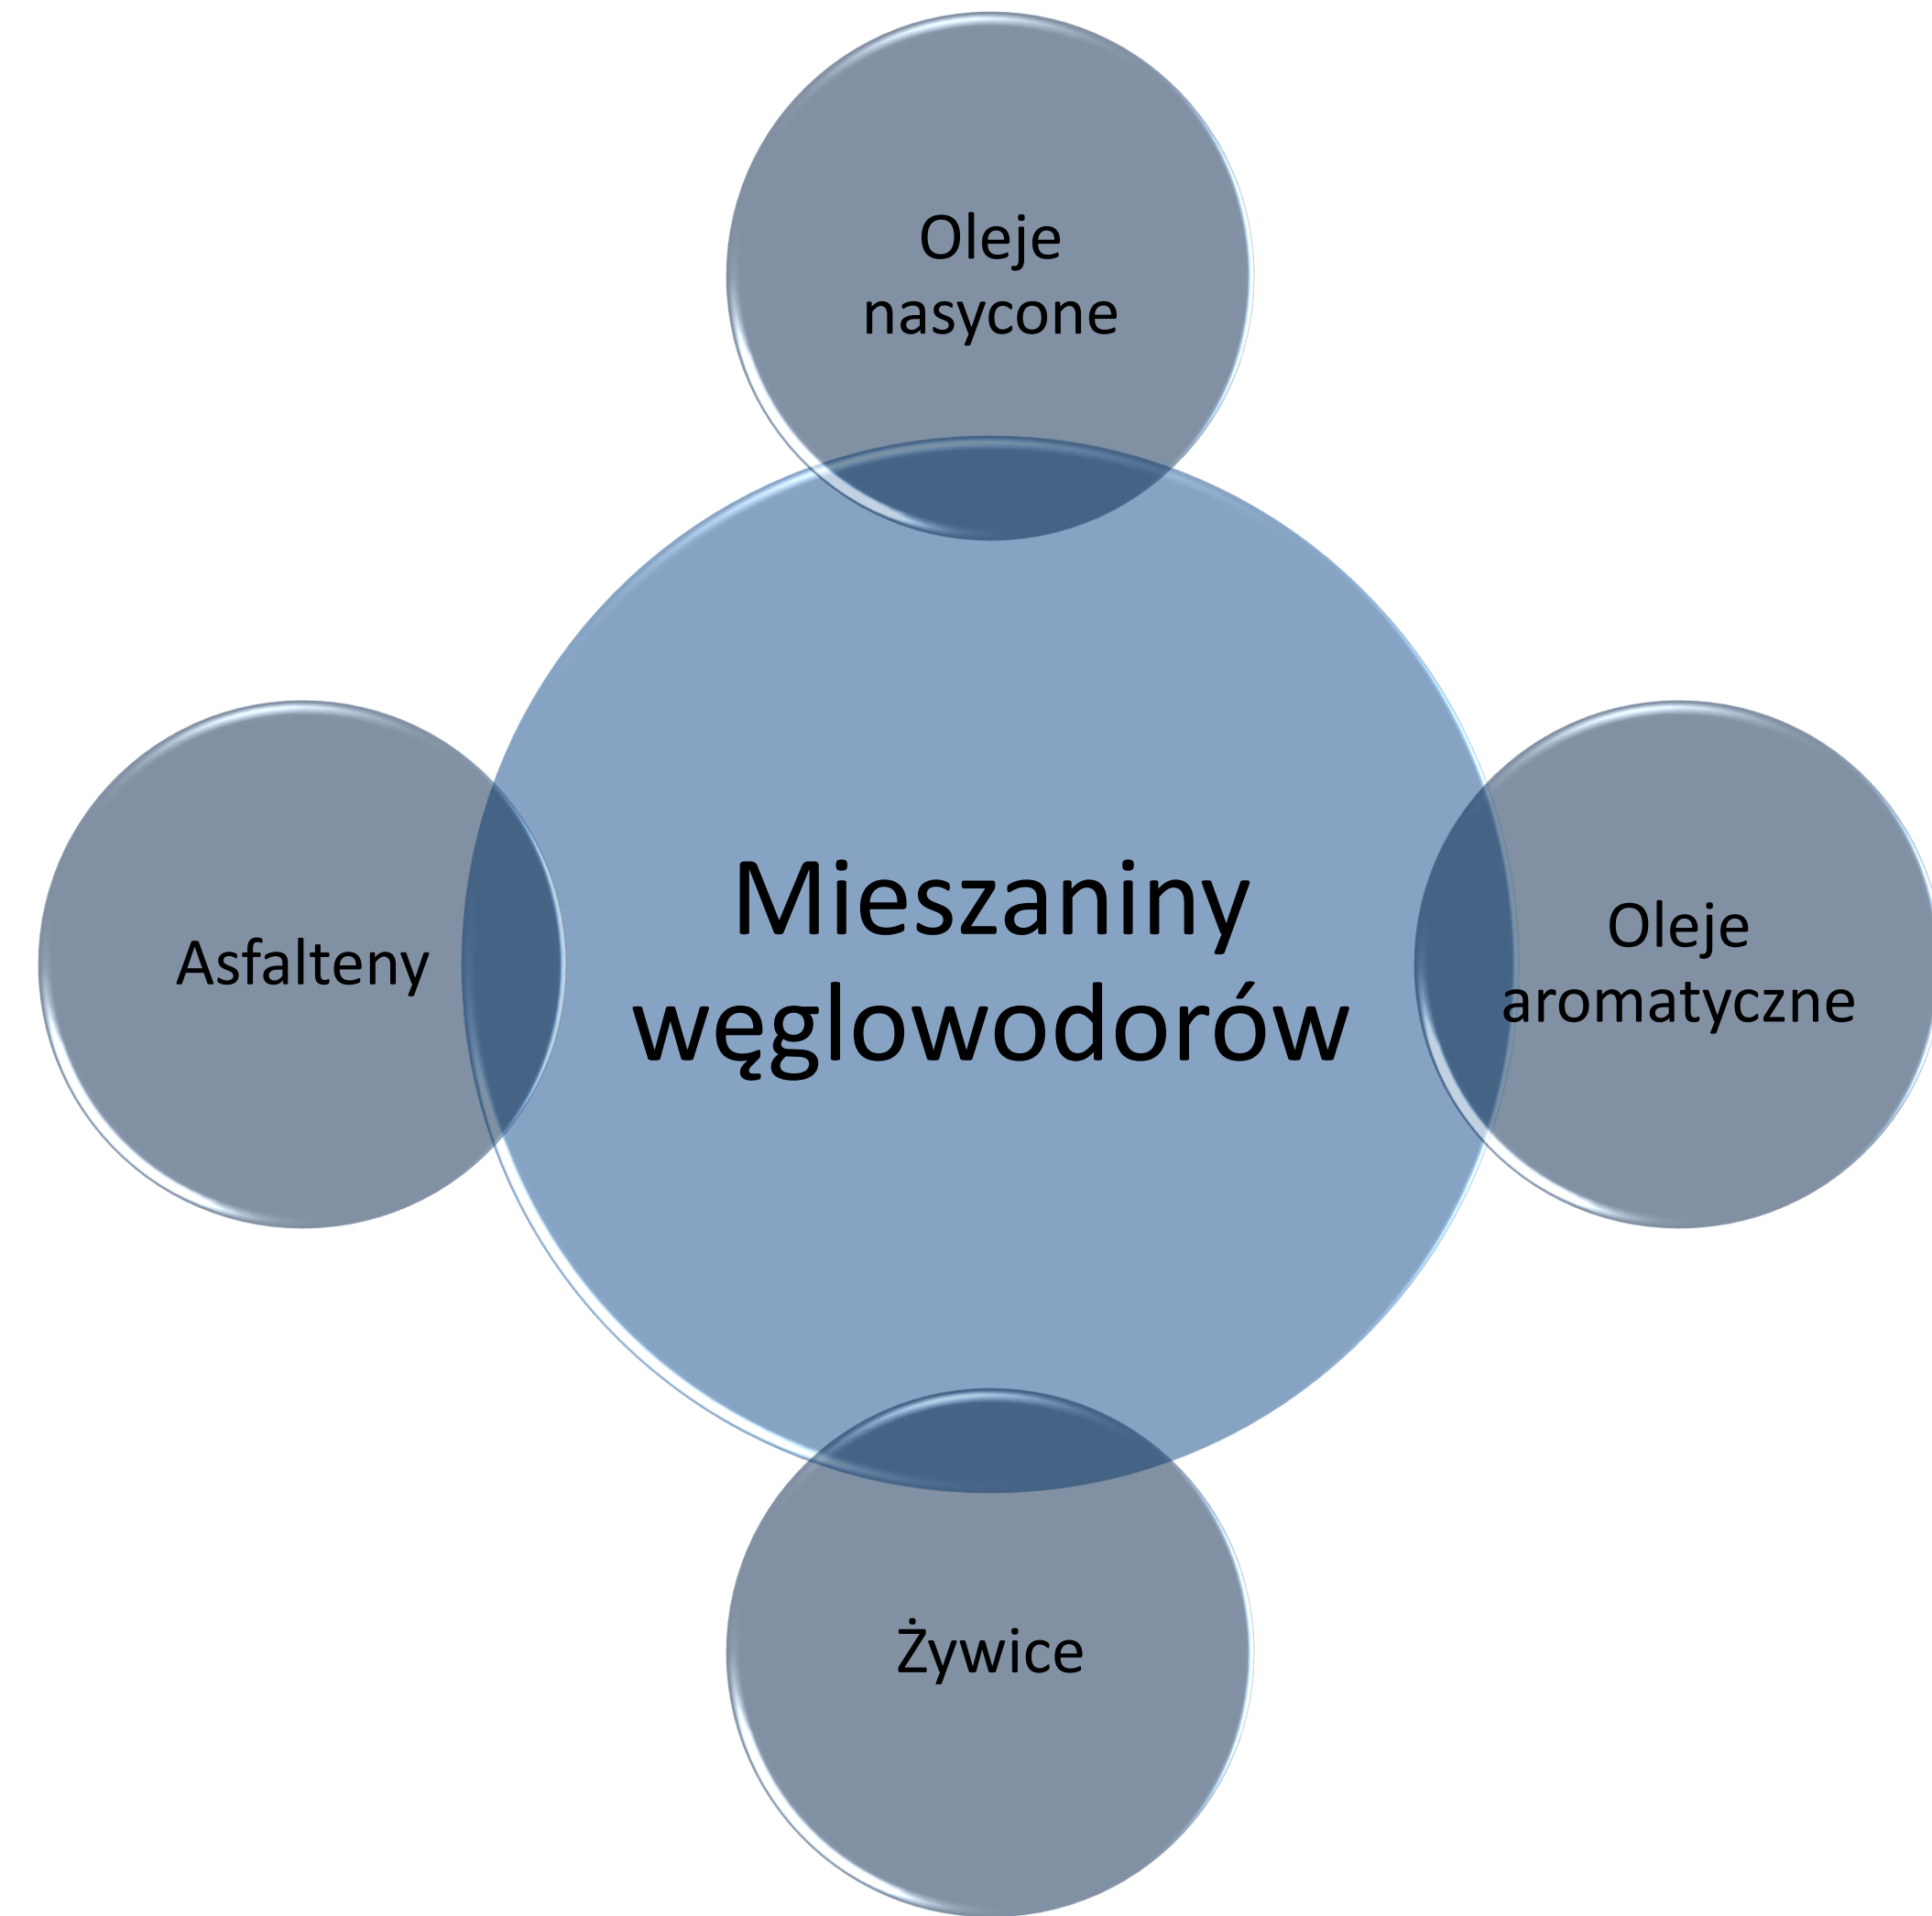 Oleje
nasycone
Mieszaniny
węglowodorów
Asfalteny
Oleje
aromatyczne
Żywice